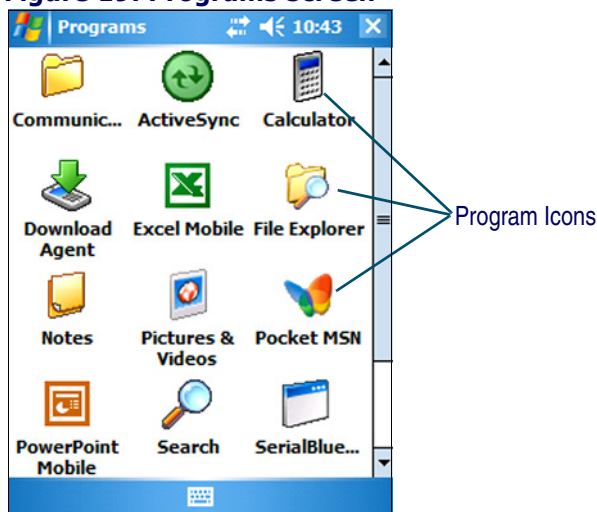 Programs 10:43
Communic... ActiveSync Calculator
Download Agent Excel Mobile File Explorer
Program Icons
Notes Pictures & Videos Pocket MSN
PowerPoint Mobile Search SerialBlue...